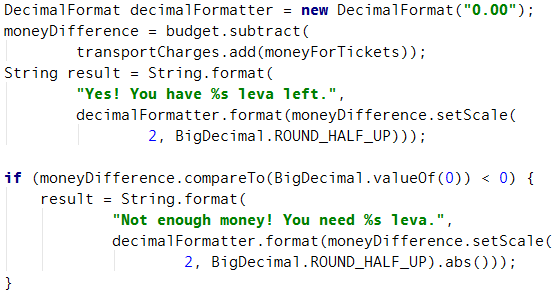 DecimalFormat decimalFormatter = new DecimalFormat("0.00");
moneyDifference = budget.subtract(
        transportCharges.add(moneyForTickets));
String result = String.format(
        "Yes! You have %s leva left.",
        decimalFormatter.format(moneyDifference.setScale(
                2, BigDecimal.ROUND_HALF_UP)));

if (moneyDifference.compareTo(BigDecimal.valueOf(0)) < 0) {
    result = String.format(
            "Not enough money! You need %s leva.",
            decimalFormatter.format(moneyDifference.setScale(
                    2, BigDecimal.ROUND_HALF_UP).abs()));
}